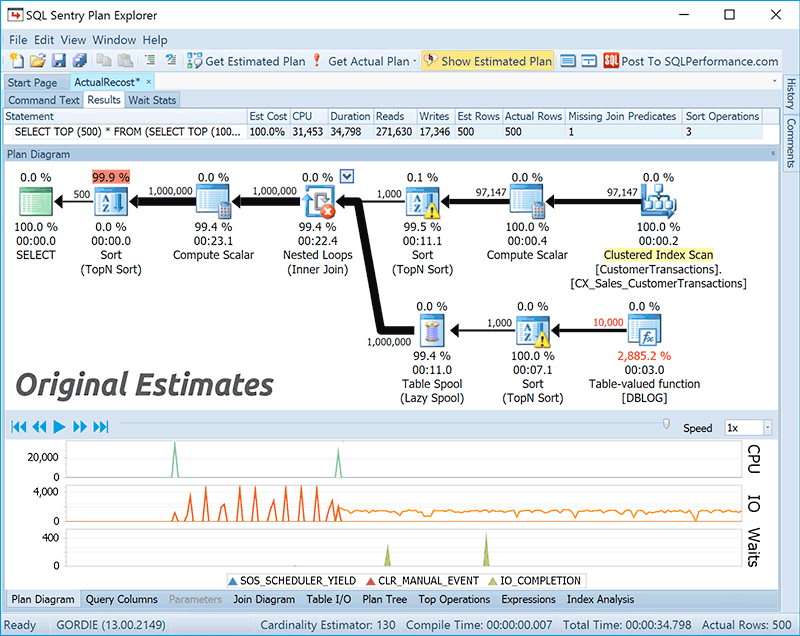 SQL Sentry Plan Explorer
File Edit View Window Help
Get Estimated Plan Get Actual Plan Show Estimated Plan SQL Post To SQLPerformance.com
Start Page ActualRecost* ×
Command Text Results Wait Stats
Statement Est Cost CPU Duration Reads Writes Est Rows Actual Rows Missing Join Predicates Sort Operations
SELECT TOP (500) * FROM (SELECT TOP (100... 100.0% 31,453 34,798 271,630 17,346 500 500 1 3
History
Comments
Plan Diagram
0.0 % 99.9 % 0.0 % 0.0 % 0.1 % 0.0 % 0.0 %
500 1,000,000 1,000,000 1,000 97,147 97,147
100.0 % 0.0 % 99.4 % 99.4 % 99.5 % 100.0 % 100.0 %
00:00.0 00:00.0 00:23.1 00:22.4 00:11.1 00:00.4 00:00.2
SELECT Sort Compute Scalar Nested Loops Sort Compute Scalar Clustered Index Scan
(TopN Sort) (Inner Join) (TopN Sort) [CustomerTransactions].
[CX_Sales_CustomerTransactions]
0.0 % 0.0 % 0.0 %
1,000,000 1,000 10,000
99.4 % 100.0 % 2,885.2 %
00:11.0 00:07.1 00:03.0
Table Spool Sort Table-valued function
(Lazy Spool) (TopN Sort) [DBLOG]
Original Estimates
Speed 1x
20,000
0
CPU
4,000
0
IO
400
0
Waits
SOS_SCHEDULER_YIELD CLR_MANUAL_EVENT IO_COMPLETION
Plan Diagram Query Columns Parameters Join Diagram Table I/O Plan Tree Top Operations Expressions Index Analysis
Ready GORDIE (13.00.2149) Cardinality Estimator: 130 Compile Time: 00:00:00.007 Total Time: 00:00:34.798 Actual Rows: 500